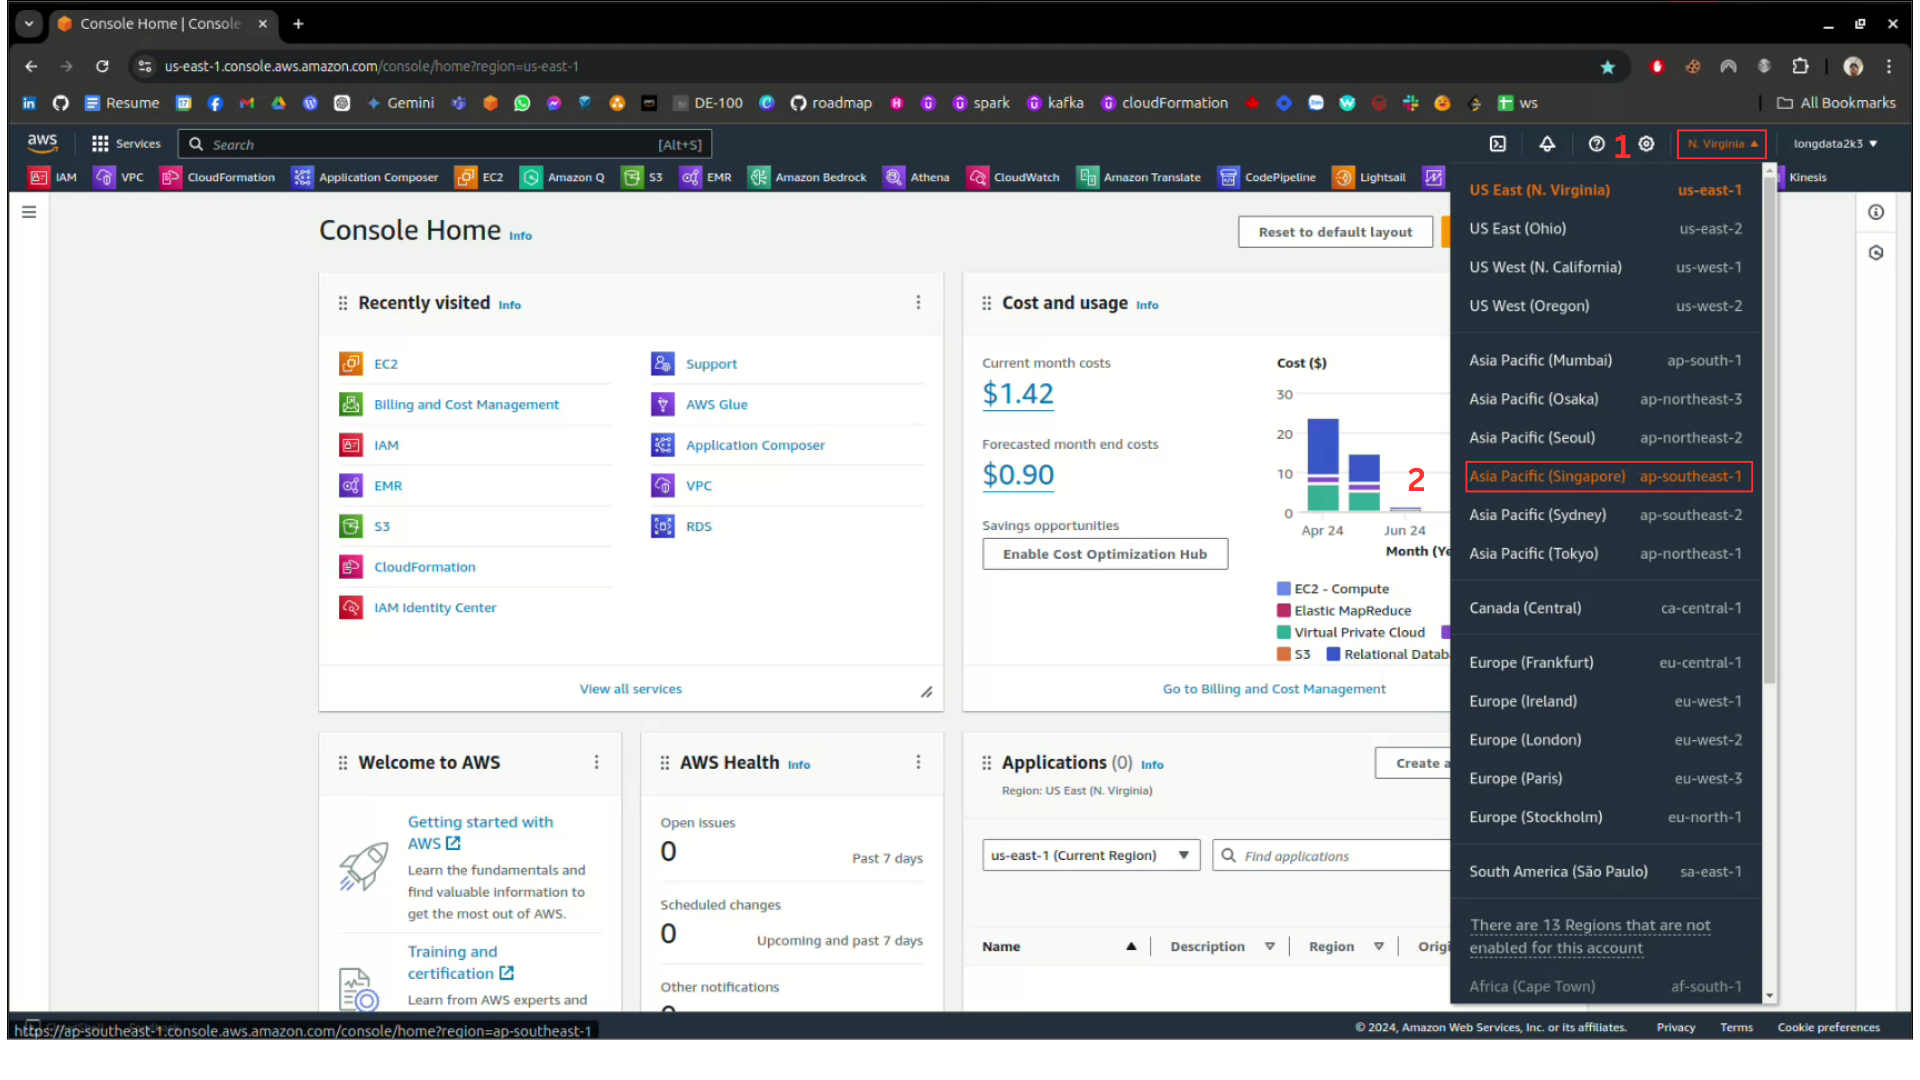 Console Home | Console
us-east-1.console.aws.amazon.com/console/home?region=us-east-1
Resume
Gemini
DE-100
roadmap
spark
kafka
cloudFormation
ws
All Bookmarks
aws
Services
Search
[Alt+S]
1
N. Virginia
longdata2k3
IAM
VPC
CloudFormation
Application Composer
EC2
Amazon Q
S3
EMR
Amazon Bedrock
Athena
CloudWatch
Amazon Translate
CodePipeline
Lightsail
Kinesis
Console Home Info
Reset to default layout
Recently visited Info
EC2
Billing and Cost Management
IAM
EMR
S3
CloudFormation
IAM Identity Center
Support
AWS Glue
Application Composer
VPC
RDS
View all services
Cost and usage Info
Current month costs
$1.42
Forecasted month end costs
$0.90
Savings opportunities
Enable Cost Optimization Hub
Cost ($)
30
20
10
0
Apr 24
Jun 24
Month (Ye
EC2 - Compute
Elastic MapReduce
Virtual Private Cloud
S3
Relational Databa
Go to Billing and Cost Management
2
US East (N. Virginia) us-east-1
US East (Ohio) us-east-2
US West (N. California) us-west-1
US West (Oregon) us-west-2
Asia Pacific (Mumbai) ap-south-1
Asia Pacific (Osaka) ap-northeast-3
Asia Pacific (Seoul) ap-northeast-2
Asia Pacific (Singapore) ap-southeast-1
Asia Pacific (Sydney) ap-southeast-2
Asia Pacific (Tokyo) ap-northeast-1
Canada (Central) ca-central-1
Europe (Frankfurt) eu-central-1
Europe (Ireland) eu-west-1
Europe (London) eu-west-2
Europe (Paris) eu-west-3
Europe (Stockholm) eu-north-1
South America (São Paulo) sa-east-1
There are 13 Regions that are not
enabled for this account
Africa (Cape Town) af-south-1
Welcome to AWS
Getting started with
AWS
Learn the fundamentals and
find valuable information to
get the most out of AWS.
Training and
certification
Learn from AWS experts and
AWS Health Info
Open issues
0
Past 7 days
Scheduled changes
0
Upcoming and past 7 days
Other notifications
Applications (0) Info
Region: US East (N. Virginia)
Create a
us-east-1 (Current Region)
Find applications
Name
Description
Region
Origi
https://ap-southeast-1.console.aws.amazon.com/console/home?region=ap-southeast-1
© 2024, Amazon Web Services, Inc. or its affiliates.
Privacy
Terms
Cookie preferences